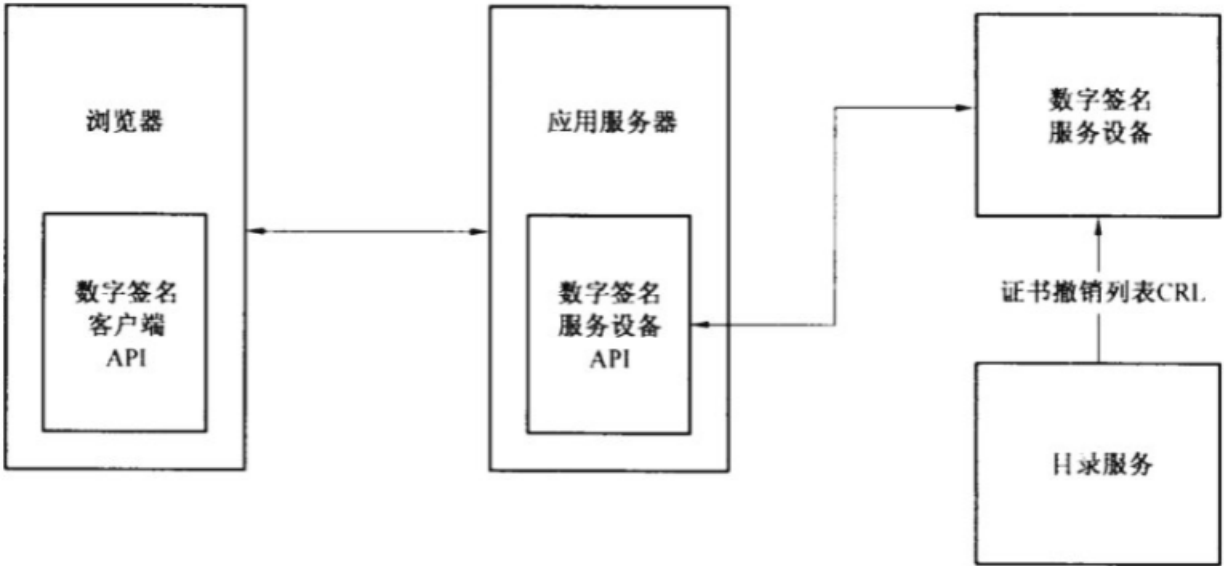 浏览器
数字签名
客户端
API
应用服务器
数字签名
服务设备
API
数字签名
服务设备
证书撤销列表CRL
目录服务